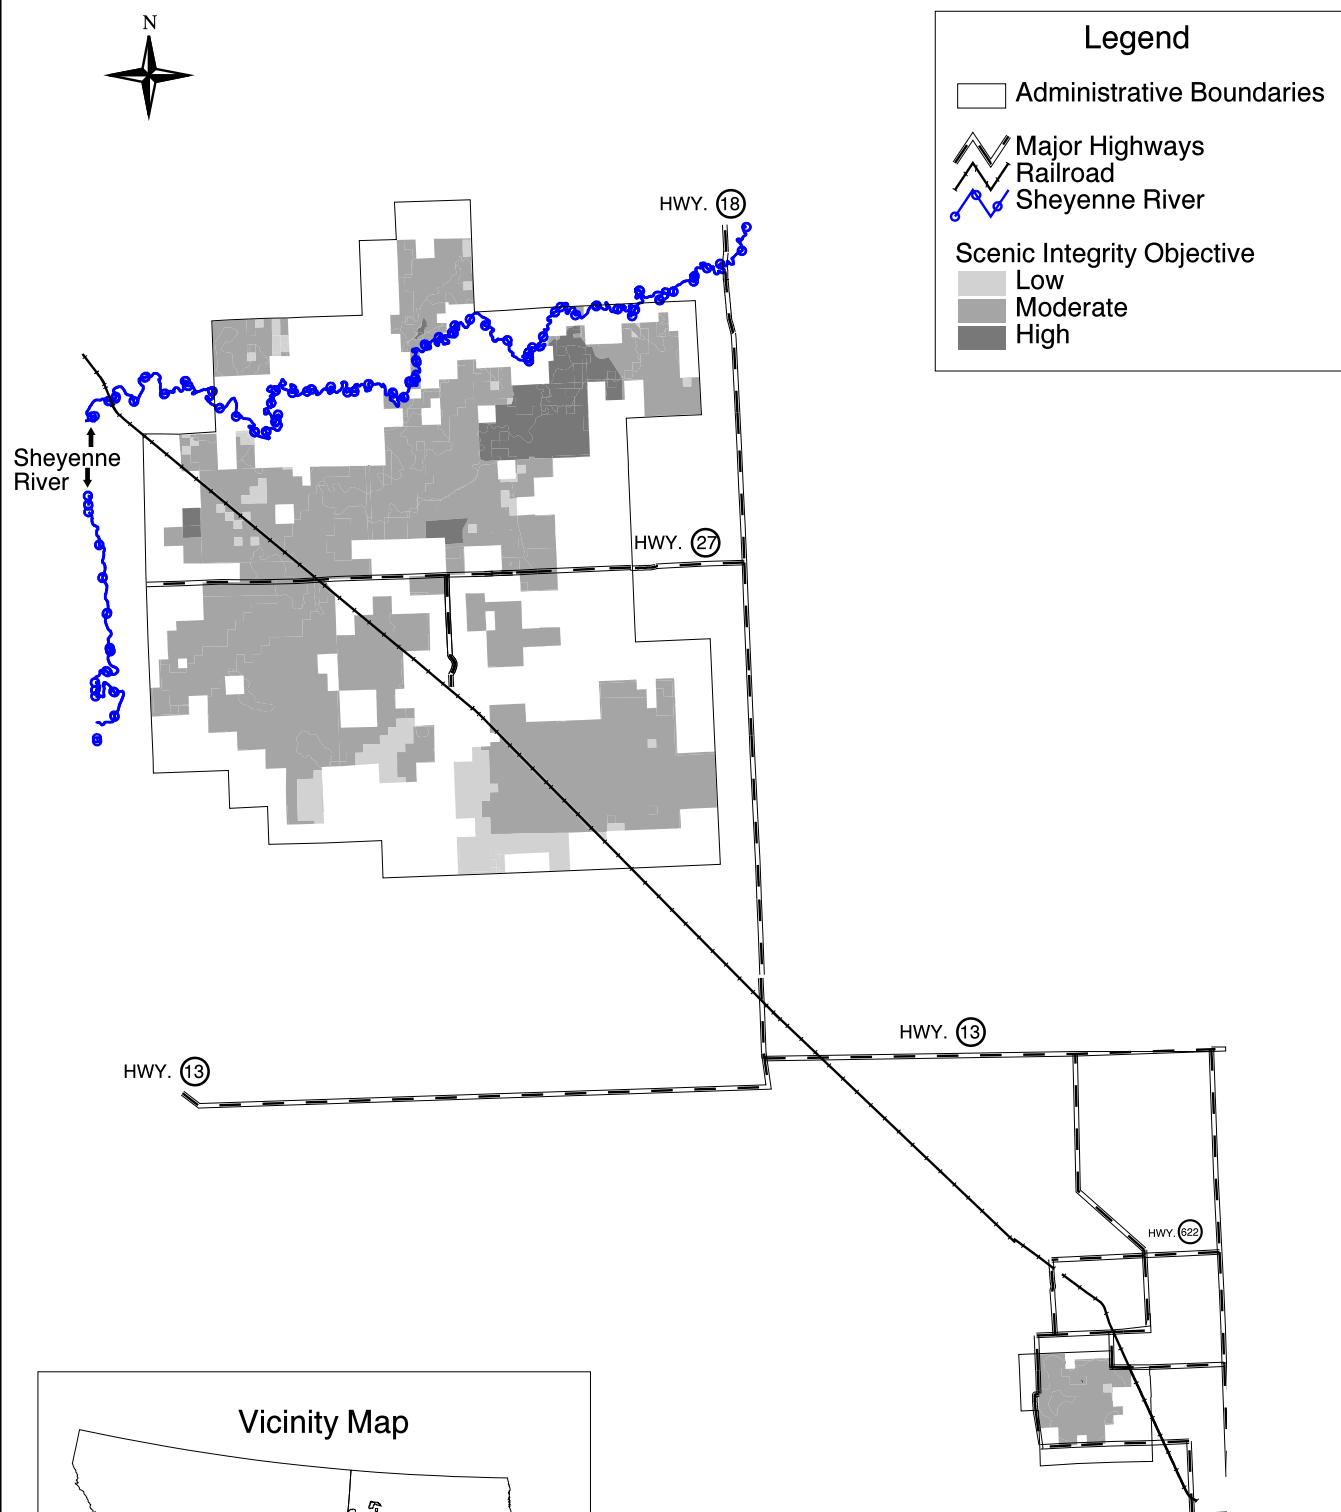 N
Legend
Administrative Boundaries
Major Highways
Railroad
Sheyenne River
Scenic Integrity Objective
Low
Moderate
High
HWY. 18
Sheyenne
River
HWY. 27
HWY. 13
HWY. 13
HWY. 622
Vicinity Map